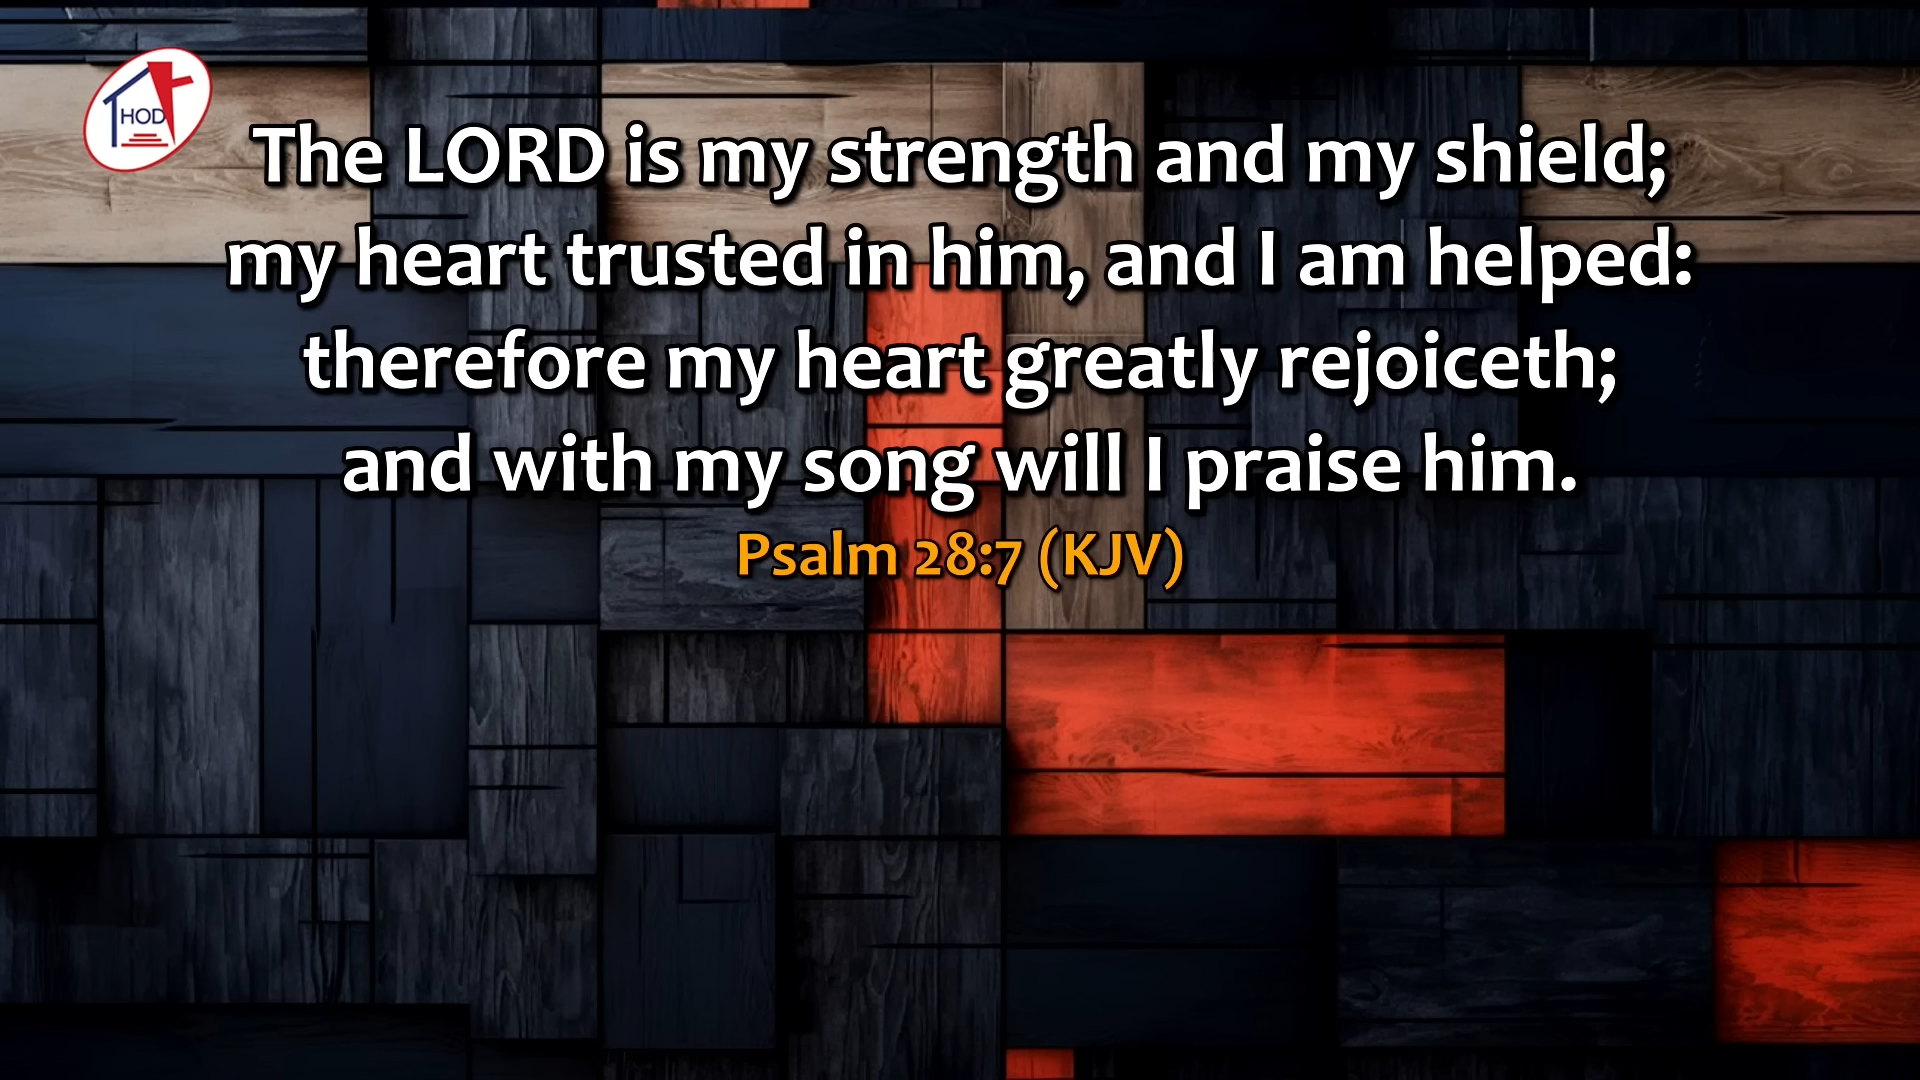 HOD
The LORD is my strength and my shield;
my heart trusted in him, and I am helped:
therefore my heart greatly rejoiceth;
and with my song will I praise him.
Psalm 28:7 (KJV)